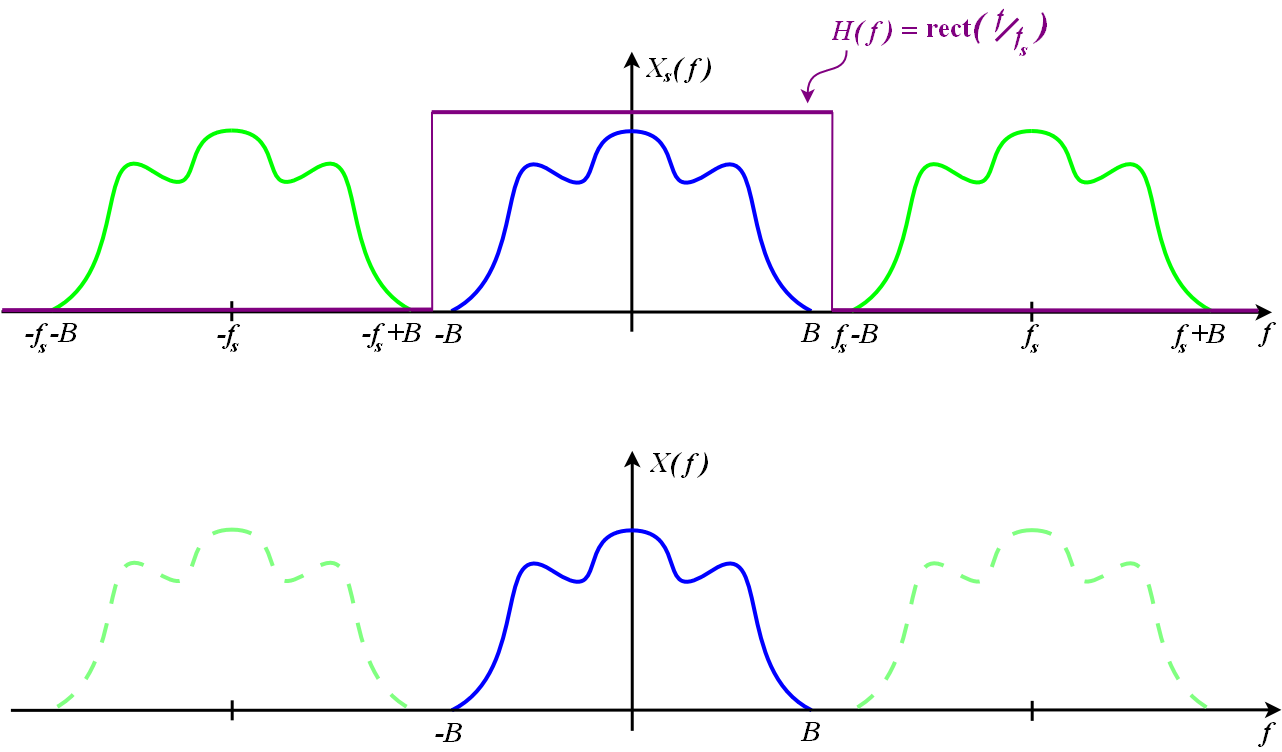 H(f) = rect( f/fs )
Xs(f)
-fs-B -fs -fs+B -B B fs-B fs fs+B f
X(f)
-B B f